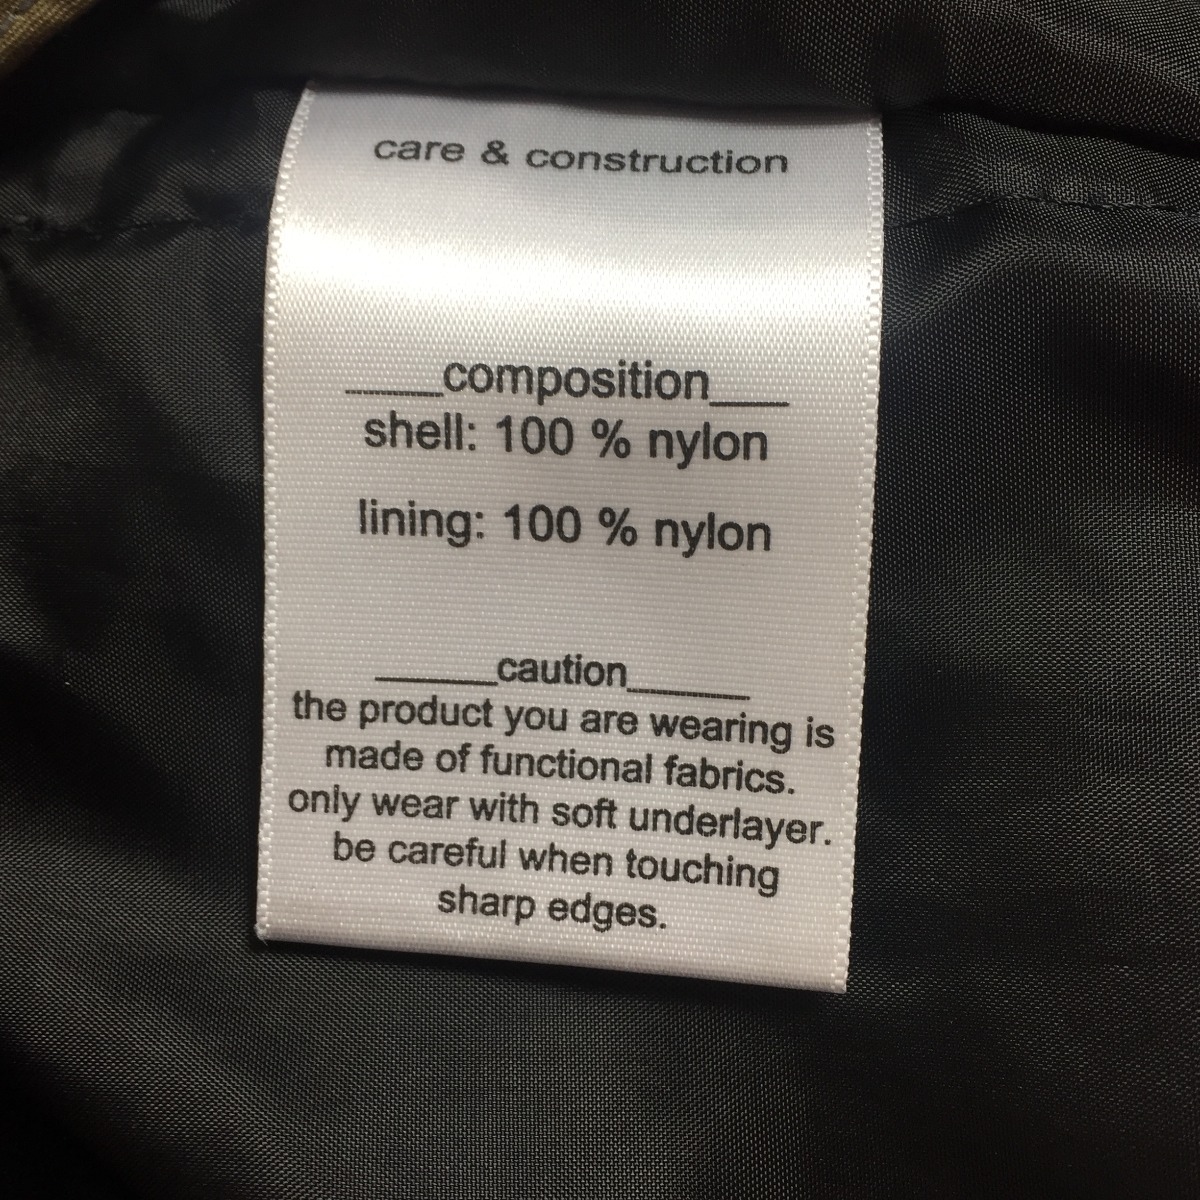 care & construction
____composition____
shell: 100 % nylon
lining: 100 % nylon
______caution______
the product you are wearing is
made of functional fabrics.
only wear with soft underlayer.
be careful when touching
sharp edges.